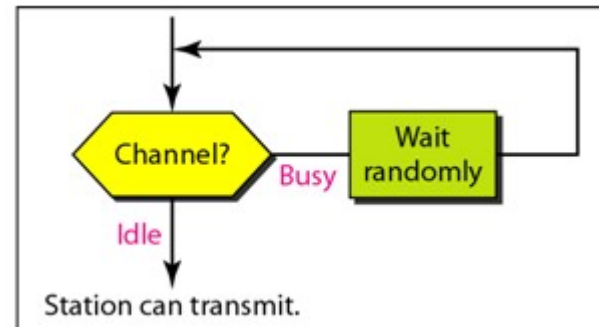 Channel?
Busy
Wait
randomly
Idle
Station can transmit.